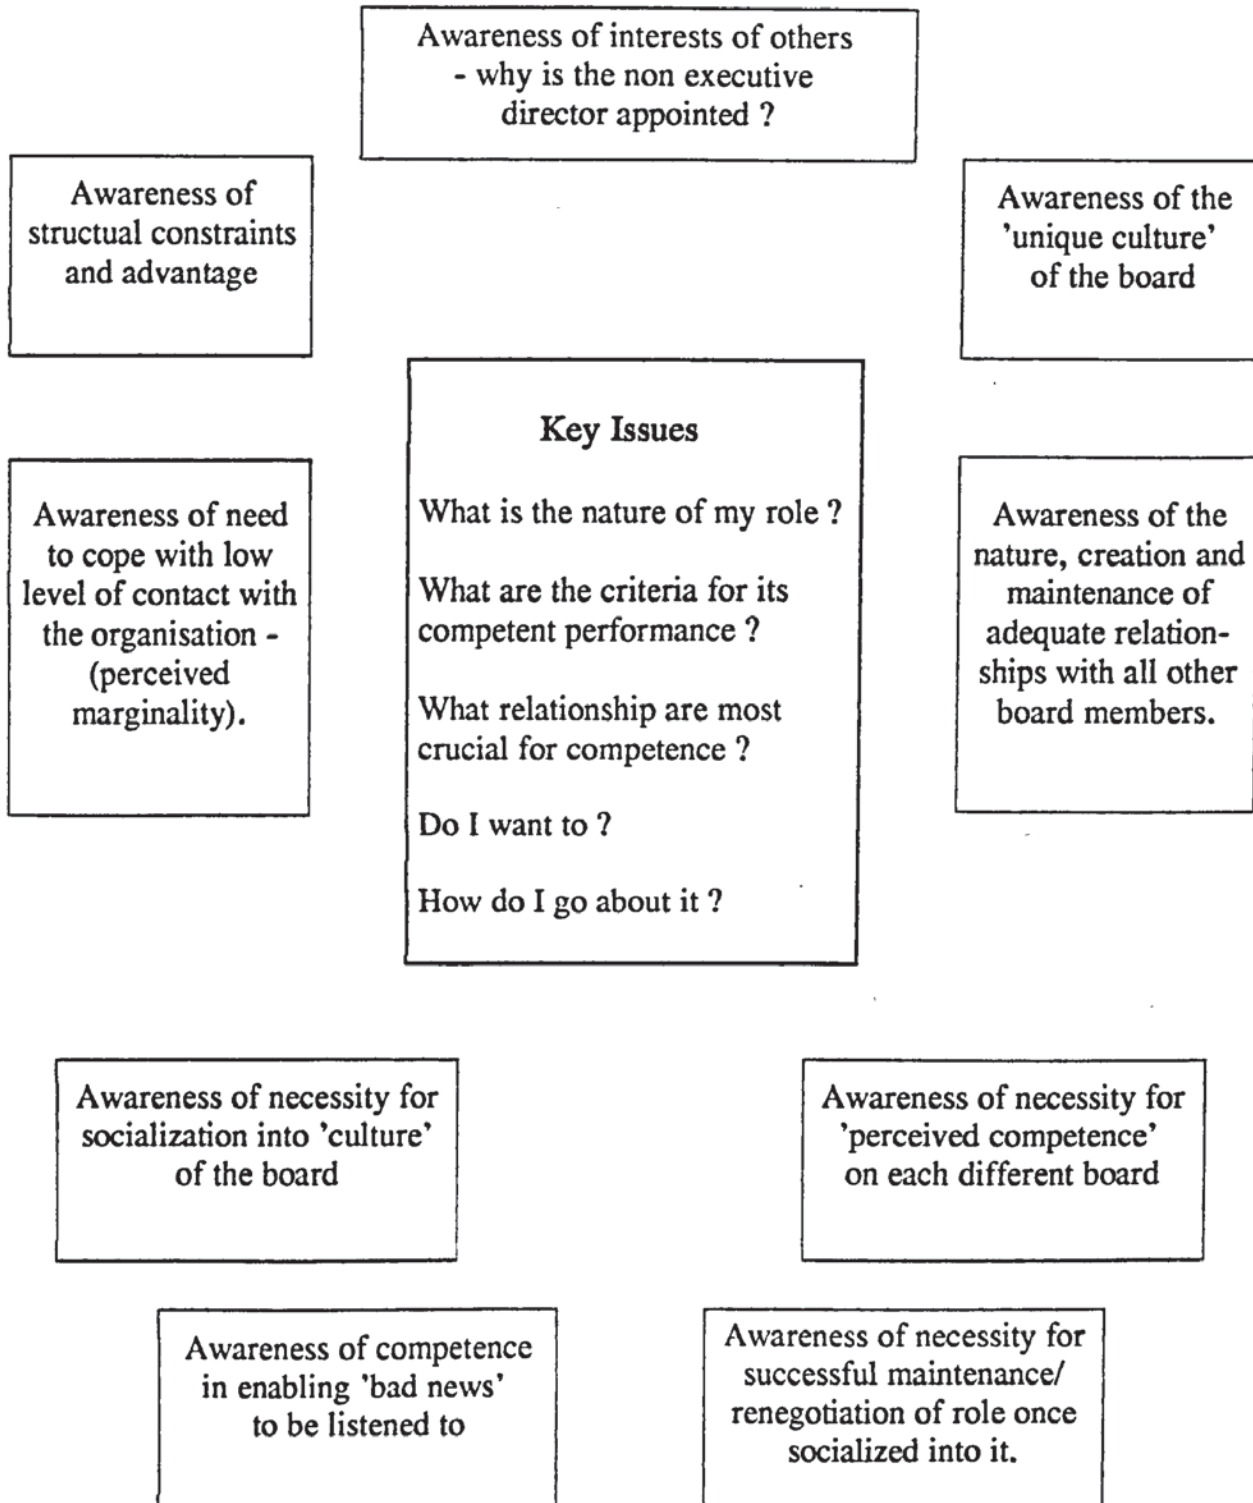 Awareness of interests of others
- why is the non executive
director appointed ?
Awareness of
structual constraints
and advantage
Awareness of the
'unique culture'
of the board
Key Issues
What is the nature of my role ?
What are the criteria for its
competent performance ?
What relationship are most
crucial for competence ?
Do I want to ?
How do I go about it ?
Awareness of need
to cope with low
level of contact with
the organisation -
(perceived
marginality).
Awareness of the
nature, creation and
maintenance of
adequate relation-
ships with all other
board members.
Awareness of necessity for
socialization into 'culture'
of the board
Awareness of necessity for
'perceived competence'
on each different board
Awareness of competence
in enabling 'bad news'
to be listened to
Awareness of necessity for
successful maintenance/
renegotiation of role once
socialized into it.